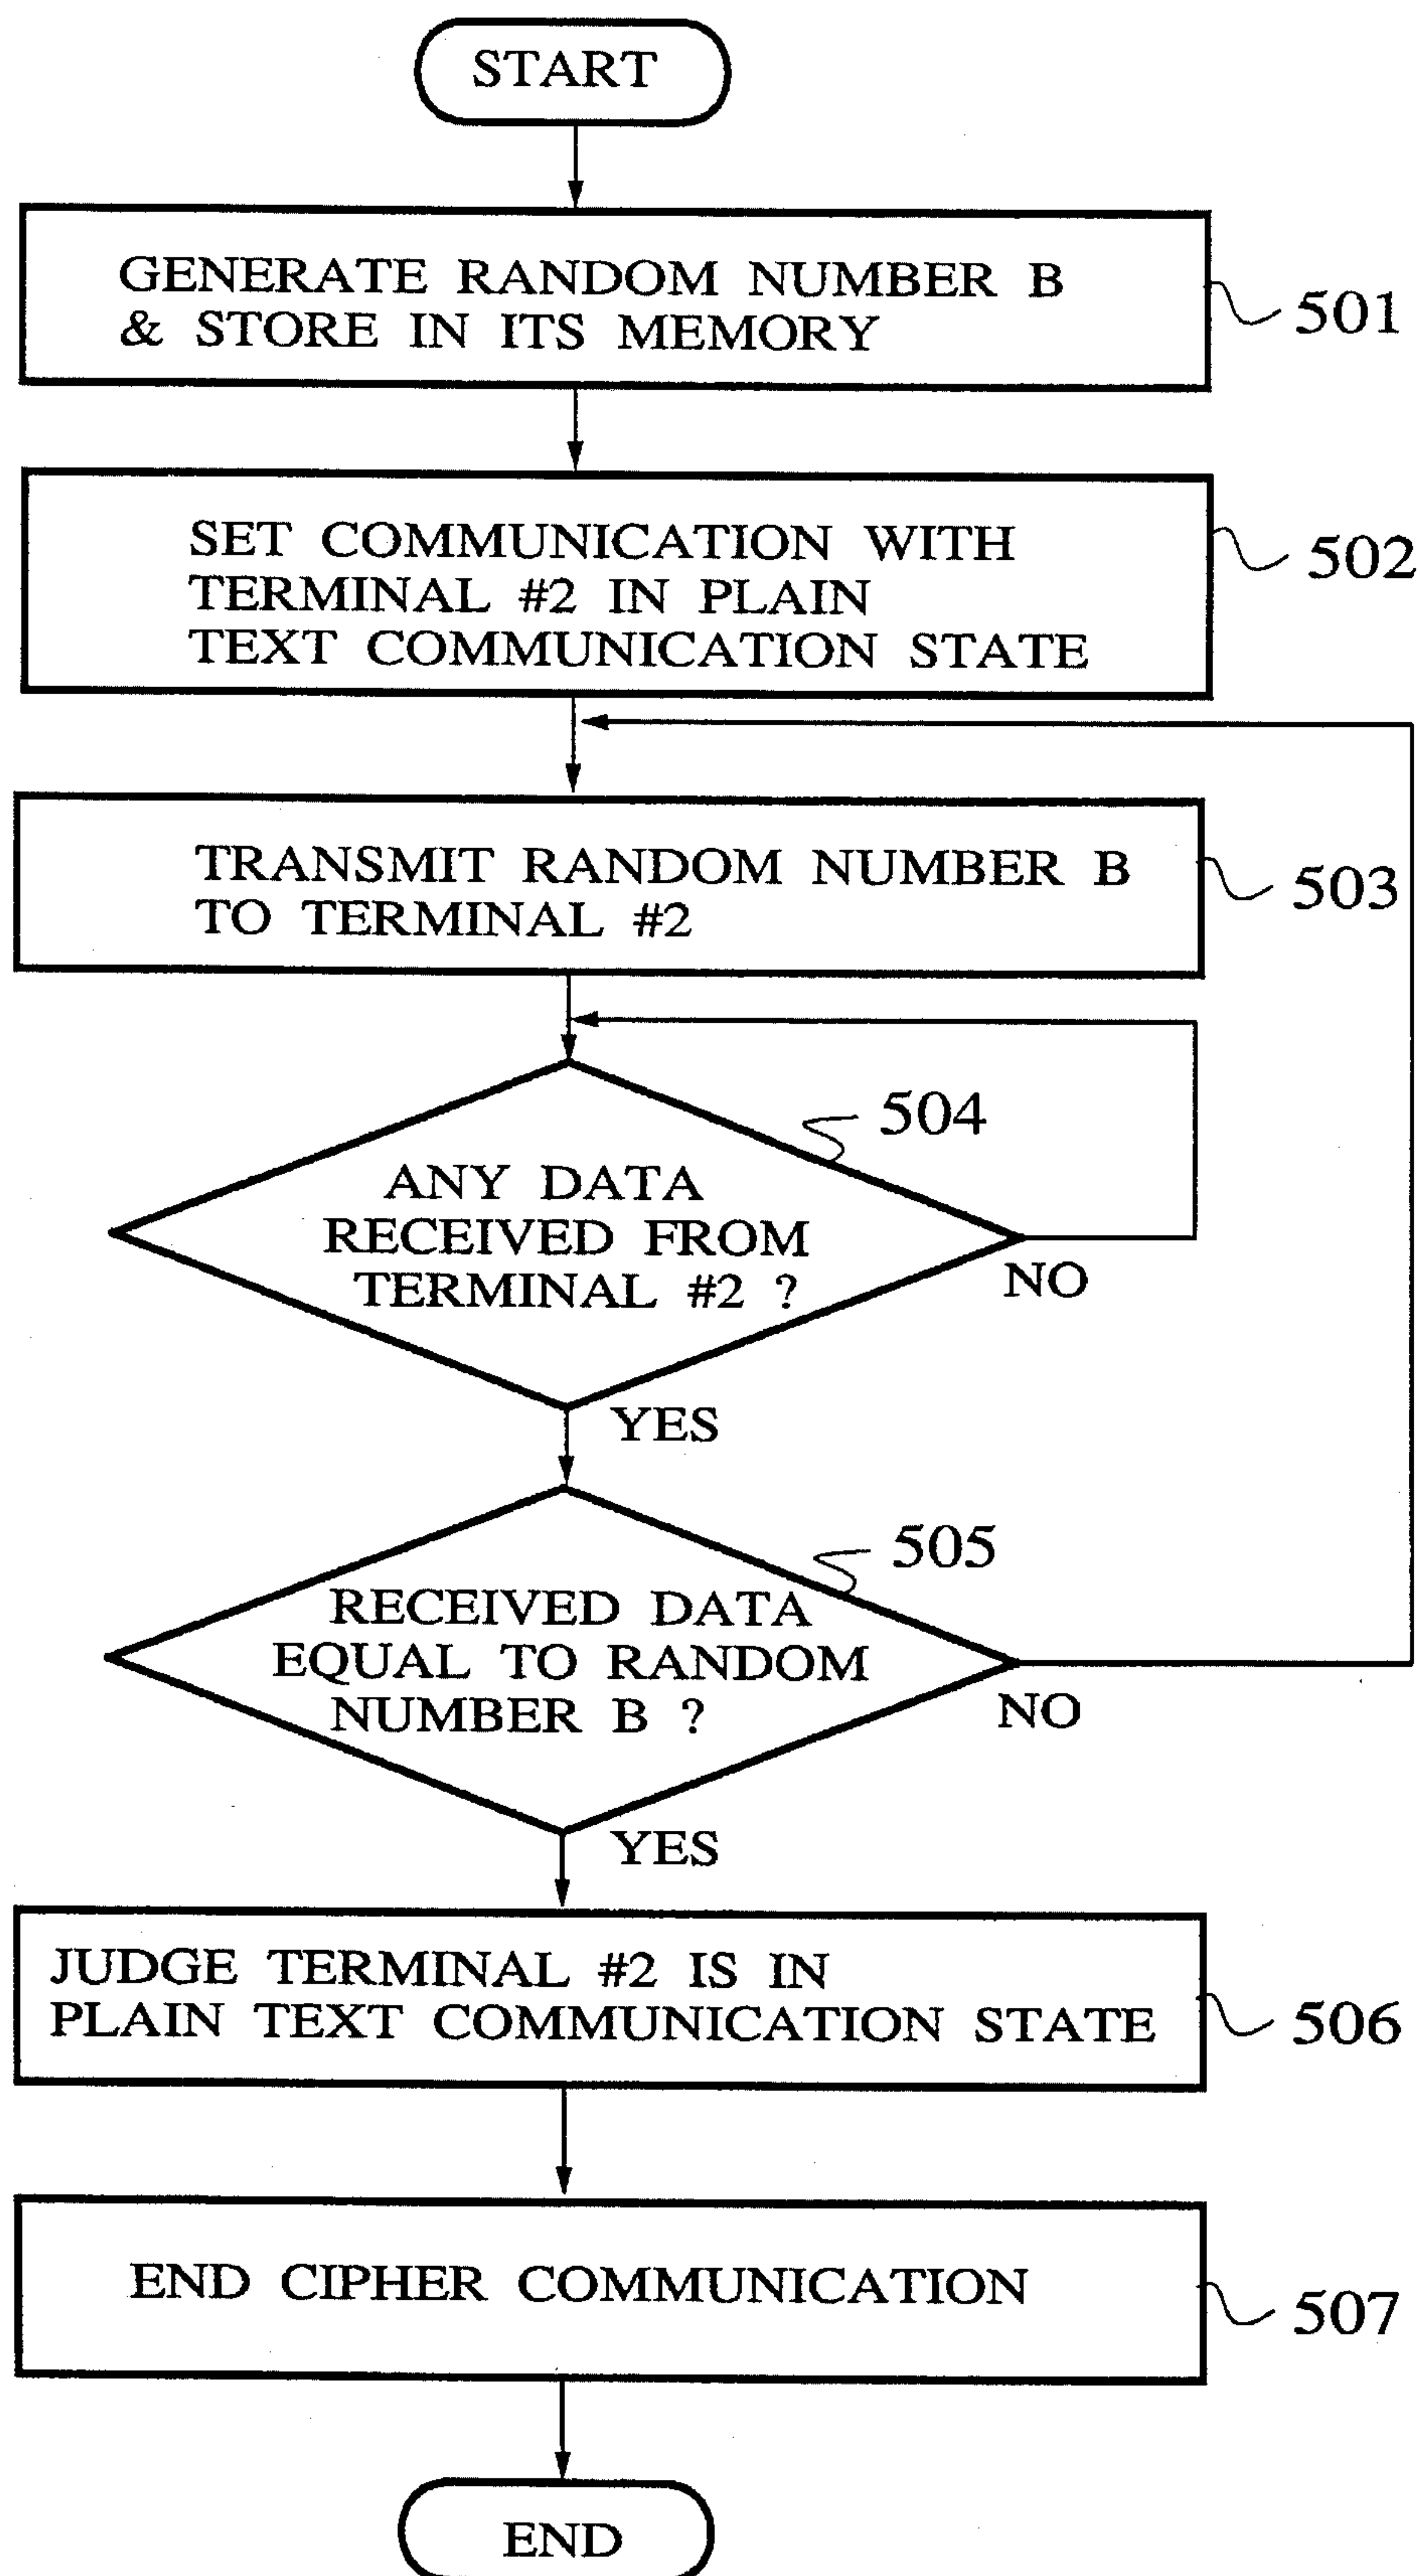 START
GENERATE RANDOM NUMBER B
& STORE IN ITS MEMORY
501
SET COMMUNICATION WITH
TERMINAL #2 IN PLAIN
TEXT COMMUNICATION STATE
502
TRANSMIT RANDOM NUMBER B
TO TERMINAL #2
503
504
ANY DATA
RECEIVED FROM
TERMINAL #2 ?
NO
YES
505
RECEIVED DATA
EQUAL TO RANDOM
NUMBER B ?
NO
YES
JUDGE TERMINAL #2 IS IN
PLAIN TEXT COMMUNICATION STATE
506
END CIPHER COMMUNICATION
507
END